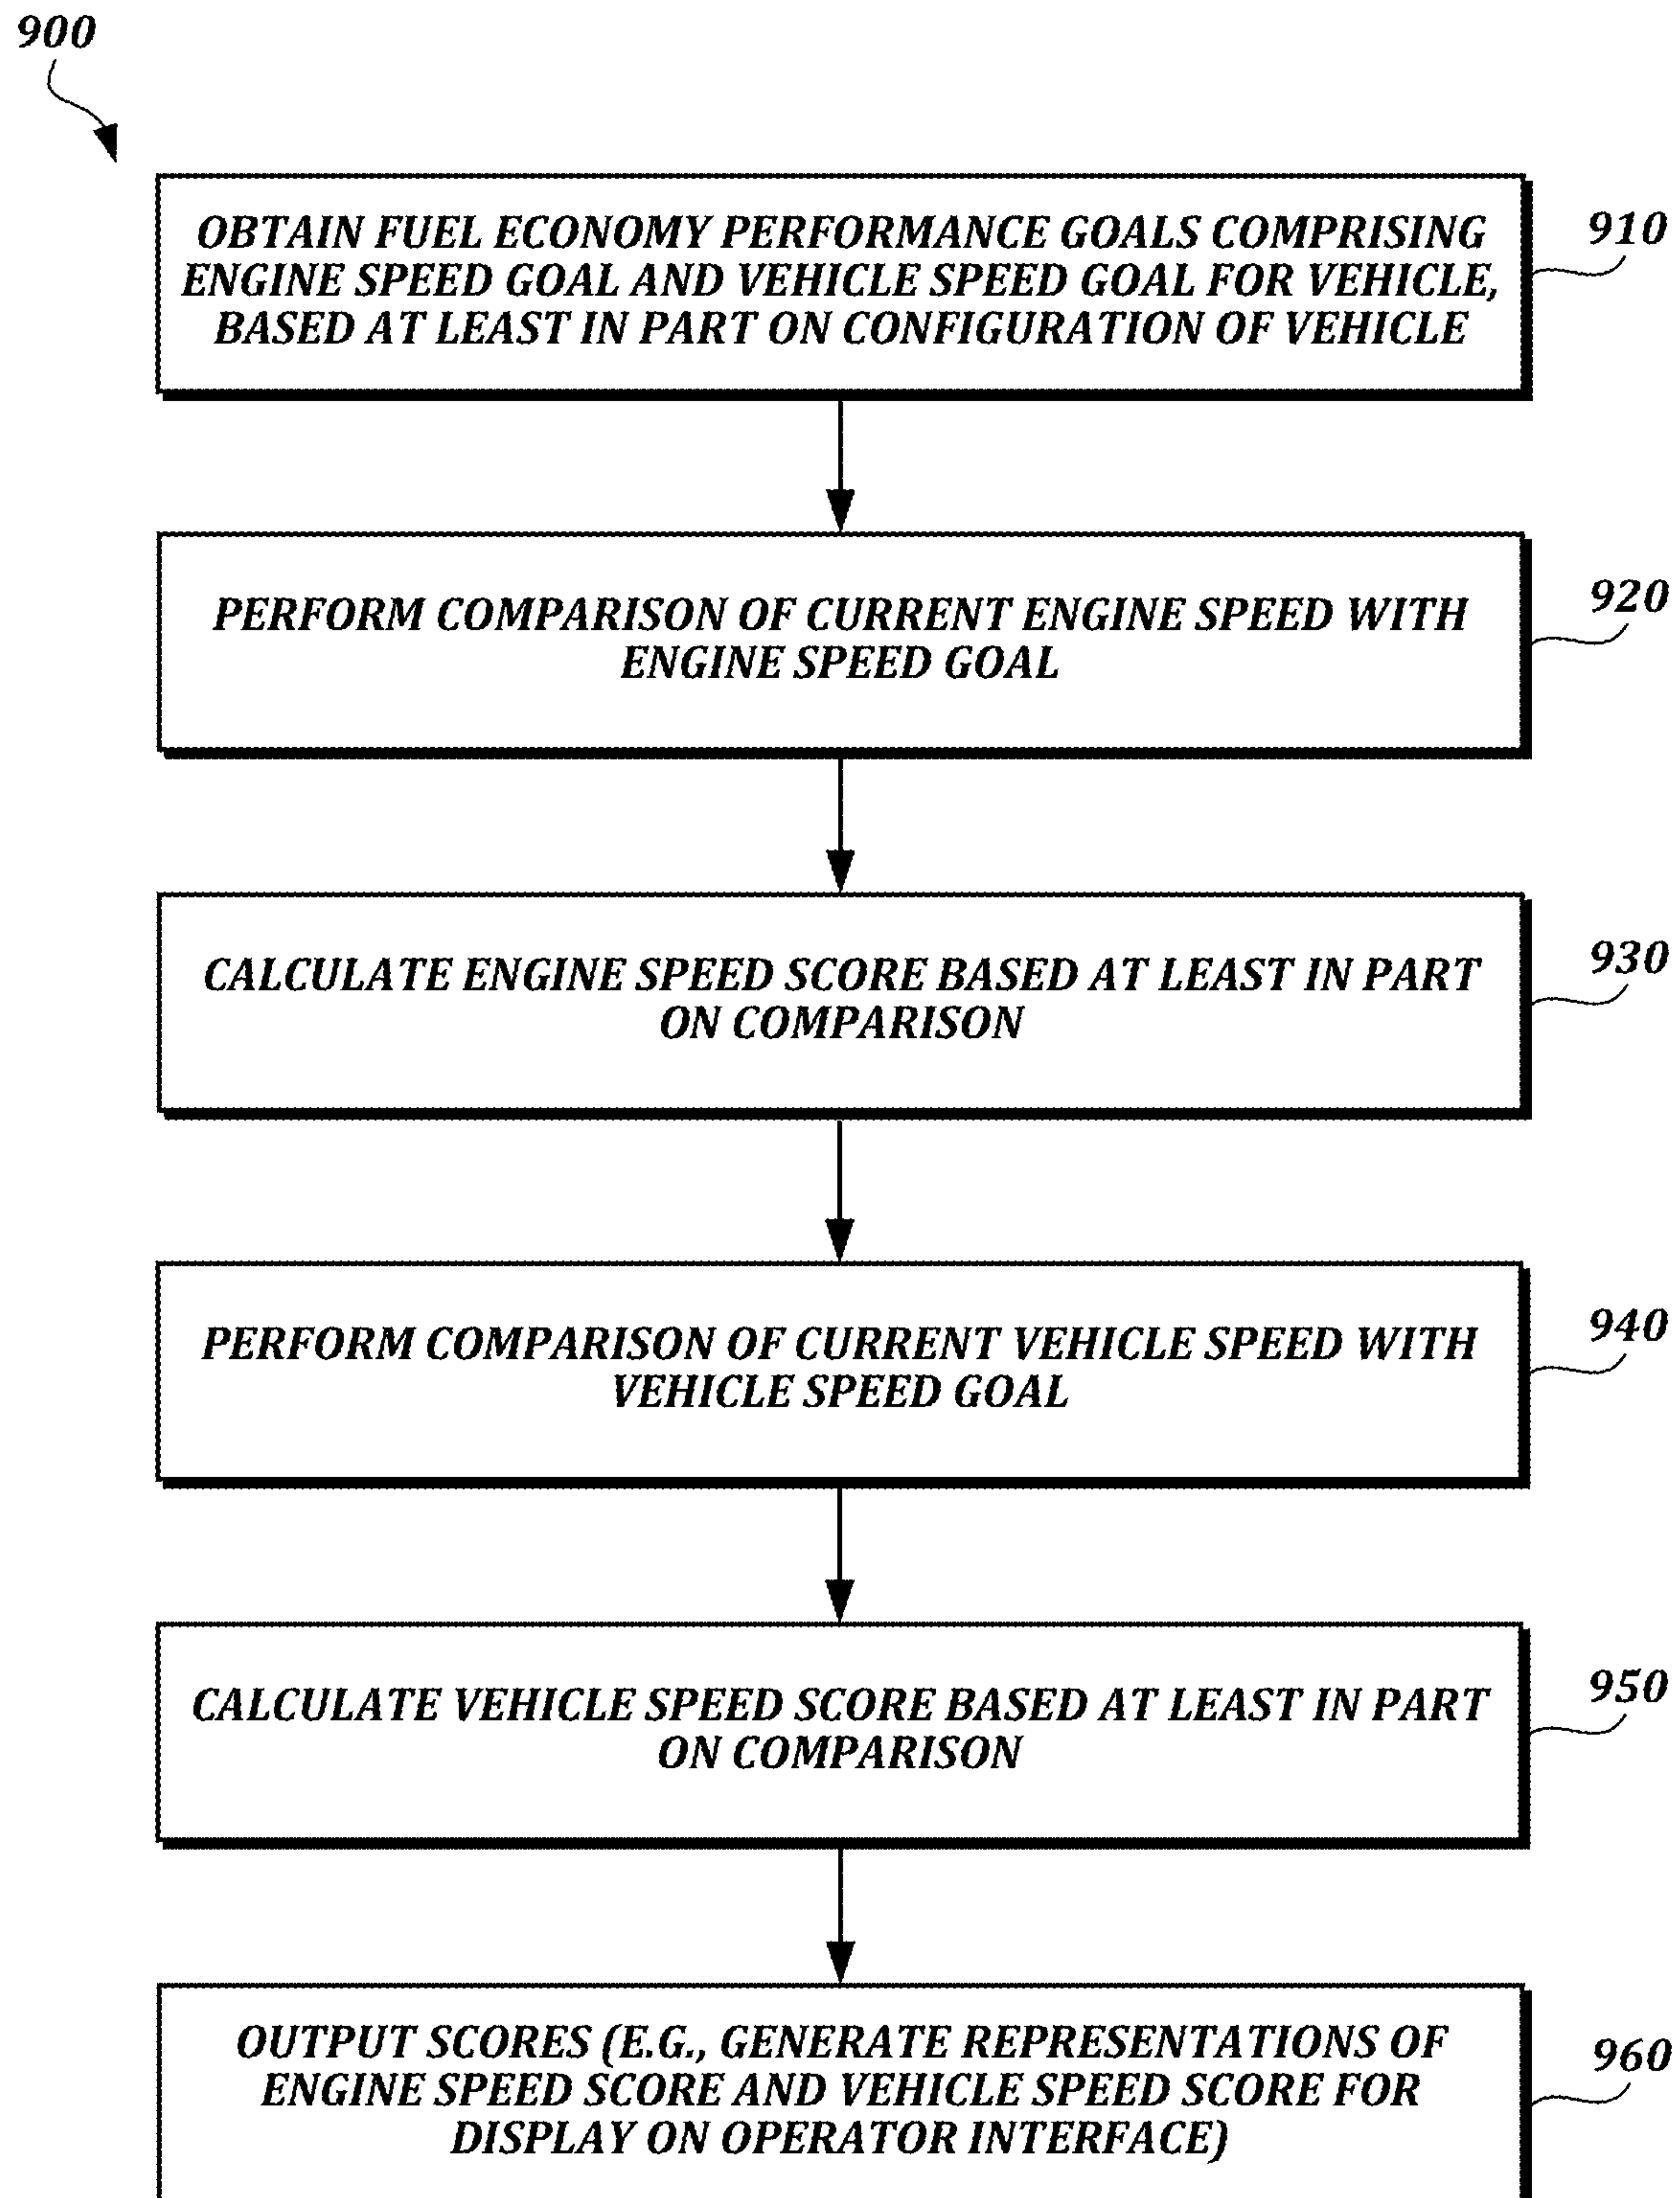 900
OBTAIN FUEL ECONOMY PERFORMANCE GOALS COMPRISING
ENGINE SPEED GOAL AND VEHICLE SPEED GOAL FOR VEHICLE,
BASED AT LEAST IN PART ON CONFIGURATION OF VEHICLE
910
PERFORM COMPARISON OF CURRENT ENGINE SPEED WITH
ENGINE SPEED GOAL
920
CALCULATE ENGINE SPEED SCORE BASED AT LEAST IN PART
ON COMPARISON
930
PERFORM COMPARISON OF CURRENT VEHICLE SPEED WITH
VEHICLE SPEED GOAL
940
CALCULATE VEHICLE SPEED SCORE BASED AT LEAST IN PART
ON COMPARISON
950
OUTPUT SCORES (E.G., GENERATE REPRESENTATIONS OF
ENGINE SPEED SCORE AND VEHICLE SPEED SCORE FOR
DISPLAY ON OPERATOR INTERFACE)
960